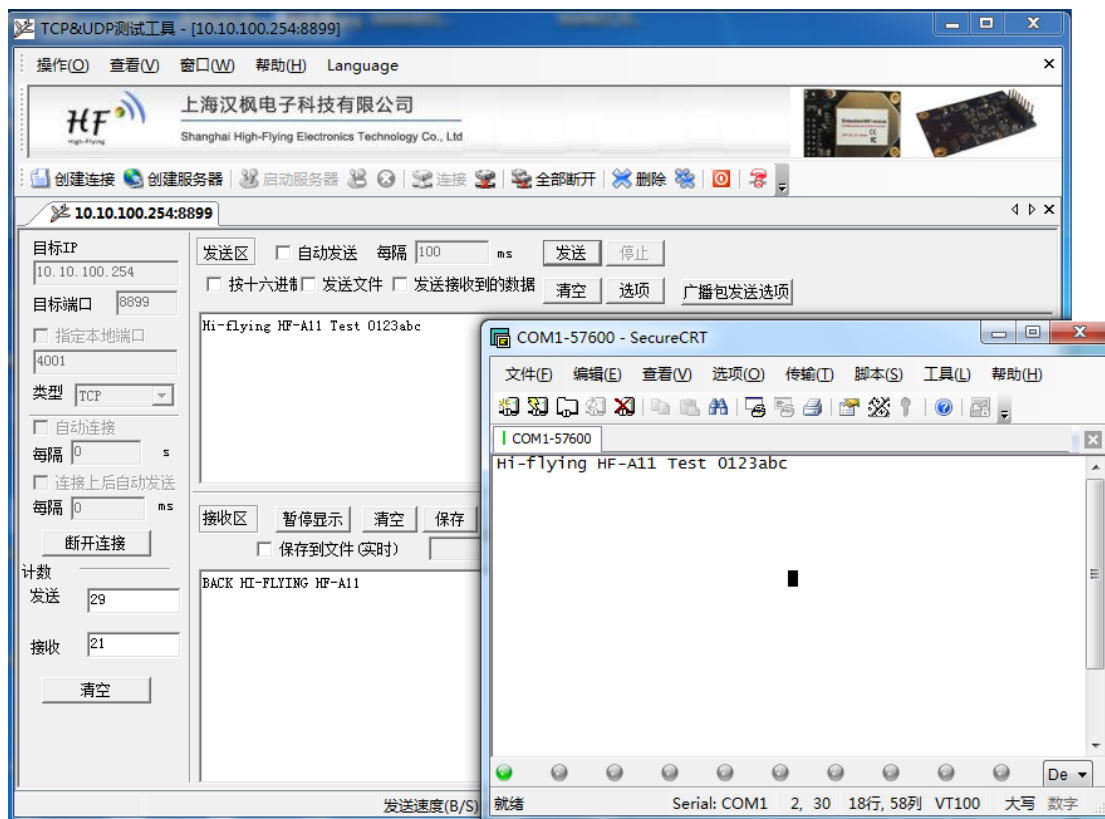 TCP&UDP测试工具 - [10.10.100.254:8899]
操作(O) 查看(V) 窗口(W) 帮助(H) Language
HF
High-Flying
上海汉枫电子科技有限公司
Shanghai High-Flying Electronics Technology Co., Ltd
创建连接 创建服务器 启动服务器 连接 全部断开 删除
10.10.100.254:8899
目标IP
10.10.100.254
目标端口 8899
指定本地端口
4001
类型 TCP
自动连接
每隔 0 s
连接上后自动发送
每隔 0 ms
断开连接
计数
发送 29
接收 21
清空
发送区 自动发送 每隔 100 ms 发送 停止
按十六进制 发送文件 发送接收到的数据 清空 选项 广播包发送选项
Hi-flying HF-A11 Test 0123abc
接收区 暂停显示 清空 保存
保存到文件(实时)
BACK HI-FLYING HF-A11
发送速度(B/S)
COM1-57600 - SecureCRT
文件(F) 编辑(E) 查看(V) 选项(O) 传输(T) 脚本(S) 工具(L) 帮助(H)
COM1-57600
Hi-flying HF-A11 Test 0123abc
De
就绪 Serial: COM1 2, 30 18行, 58列 VT100 大写 数字